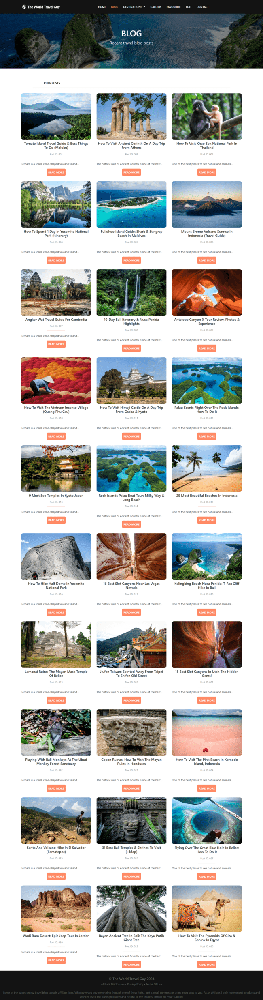 The World Travel Guy
HOME BLOG DESTINATIONS GALLERY FAVOURITE EDIT CONTACT
BLOG
Recent travel blog posts
PLOG POSTS
Ternate Island Travel Guide & Best Things
To Do (Maluku)
Post ID: 001
Ternate is a small, cone-shaped volcanic island...
READ MORE
How To Visit Ancient Corinth On A Day Trip
From Athens
Post ID: 002
The historic ruin of Ancient Corinth is one of the best...
READ MORE
How To Visit Khao Sok National Park In
Thailand
Post ID: 003
One of the best places to see nature and animals...
READ MORE
How To Spend 1 Day In Yosemite National
Park (Itinerary)
Post ID: 004
Ternate is a small, cone-shaped volcanic island...
READ MORE
Fulidhoo Island Guide: Shark & Stingray
Beach In Maldives
Post ID: 005
The historic ruin of Ancient Corinth is one of the best...
READ MORE
Mount Bromo Volcano Sunrise In
Indonesia (Travel Guide)
Post ID: 006
One of the best places to see nature and animals...
READ MORE
Angkor Wat Travel Guide For Cambodia
Post ID: 007
Ternate is a small, cone-shaped volcanic island...
READ MORE
10-Day Bali Itinerary & Nusa Penida
Highlights
Post ID: 008
The historic ruin of Ancient Corinth is one of the best...
READ MORE
Antelope Canyon X Tour Review, Photos &
Experience
Post ID: 009
One of the best places to see nature and animals...
READ MORE
How To Visit The Vietnam Incense Village
(Quang Phu Cau)
Post ID: 010
Ternate is a small, cone-shaped volcanic island...
READ MORE
How To Visit Himeji Castle On A Day Trip
From Osaka & Kyoto
Post ID: 011
The historic ruin of Ancient Corinth is one of the best...
READ MORE
Palau Scenic Flight Over The Rock Islands:
How To Do It
Post ID: 012
One of the best places to see nature and animals...
READ MORE
9 Must See Temples In Kyoto Japan
Post ID: 013
Ternate is a small, cone-shaped volcanic island...
READ MORE
Rock Islands Palau Boat Tour: Milky Way &
Long Beach
Post ID: 014
The historic ruin of Ancient Corinth is one of the best...
READ MORE
25 Most Beautiful Beaches In Indonesia
Post ID: 015
One of the best places to see nature and animals...
READ MORE
How To Hike Half Dome In Yosemite
National Park
Post ID: 016
Ternate is a small, cone-shaped volcanic island...
READ MORE
16 Best Slot Canyons Near Las Vegas
Nevada
Post ID: 017
The historic ruin of Ancient Corinth is one of the best...
READ MORE
Kelingking Beach Nusa Penida: T-Rex Cliff
Hike In Bali
Post ID: 018
One of the best places to see nature and animals...
READ MORE
Lamanai Ruins: The Mayan Mask Temple
Of Belize
Post ID: 019
Ternate is a small, cone-shaped volcanic island...
READ MORE
Jiufen Taiwan: Spirited Away From Taipei
To Shifen Old Street
Post ID: 020
The historic ruin of Ancient Corinth is one of the best...
READ MORE
18 Best Slot Canyons In Utah The Hidden
Gems!
Post ID: 021
One of the best places to see nature and animals...
READ MORE
Playing With Bali Monkeys At The Ubud
Monkey Forest Sanctuary
Post ID: 022
Ternate is a small, cone-shaped volcanic island...
READ MORE
Copan Ruinas: How To Visit The Mayan
Ruins In Honduras
Post ID: 023
The historic ruin of Ancient Corinth is one of the best...
READ MORE
How To Visit The Pink Beach In Komodo
Island, Indonesia
Post ID: 024
One of the best places to see nature and animals...
READ MORE
Santa Ana Volcano Hike In El Salvador
(Ilamatepec)
Post ID: 025
Ternate is a small, cone-shaped volcanic island...
READ MORE
31 Best Bali Temples & Shrines To Visit
(+Map)
Post ID: 026
The historic ruin of Ancient Corinth is one of the best...
READ MORE
Flying Over The Great Blue Hole In Belize:
How To Do It
Post ID: 027
One of the best places to see nature and animals...
READ MORE
Wadi Rum Desert: Epic Jeep Tour In Jordan
Post ID: 028
Ternate is a small, cone-shaped volcanic island...
READ MORE
Bayan Ancient Tree In Bali: The Kayu Putih
Giant Tree
Post ID: 029
The historic ruin of Ancient Corinth is one of the best...
READ MORE
How To Visit The Pyramids Of Giza &
Sphinx In Egypt
Post ID: 030
One of the best places to see nature and animals...
READ MORE
© The World Travel Guy 2024
Affiliate Disclosures • Privacy Policy • Terms Of Use
Some of the pages on my travel blog contain affiliate links. Whenever you buy something through one of these links, I get a small commission at no extra cost to you. As an affiliate, I only recommend products and
services that I feel are high quality and helpful to my readers. Thanks for your support.